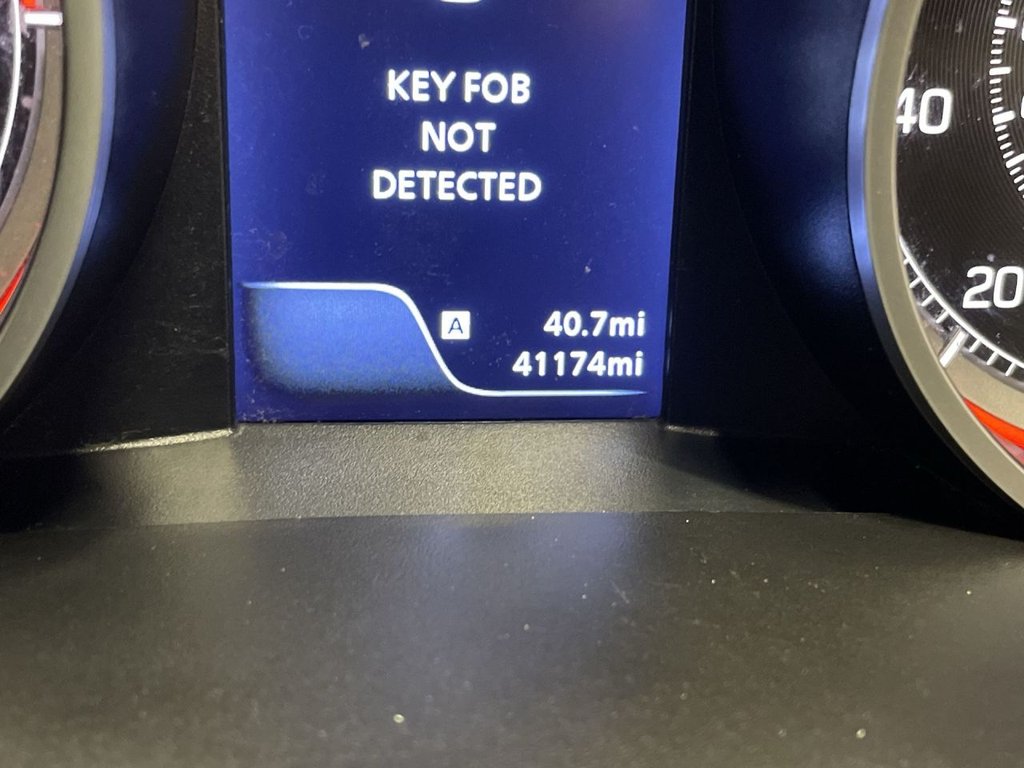 KEY FOB
NOT
DETECTED
A 40.7mi
41174mi
40
20